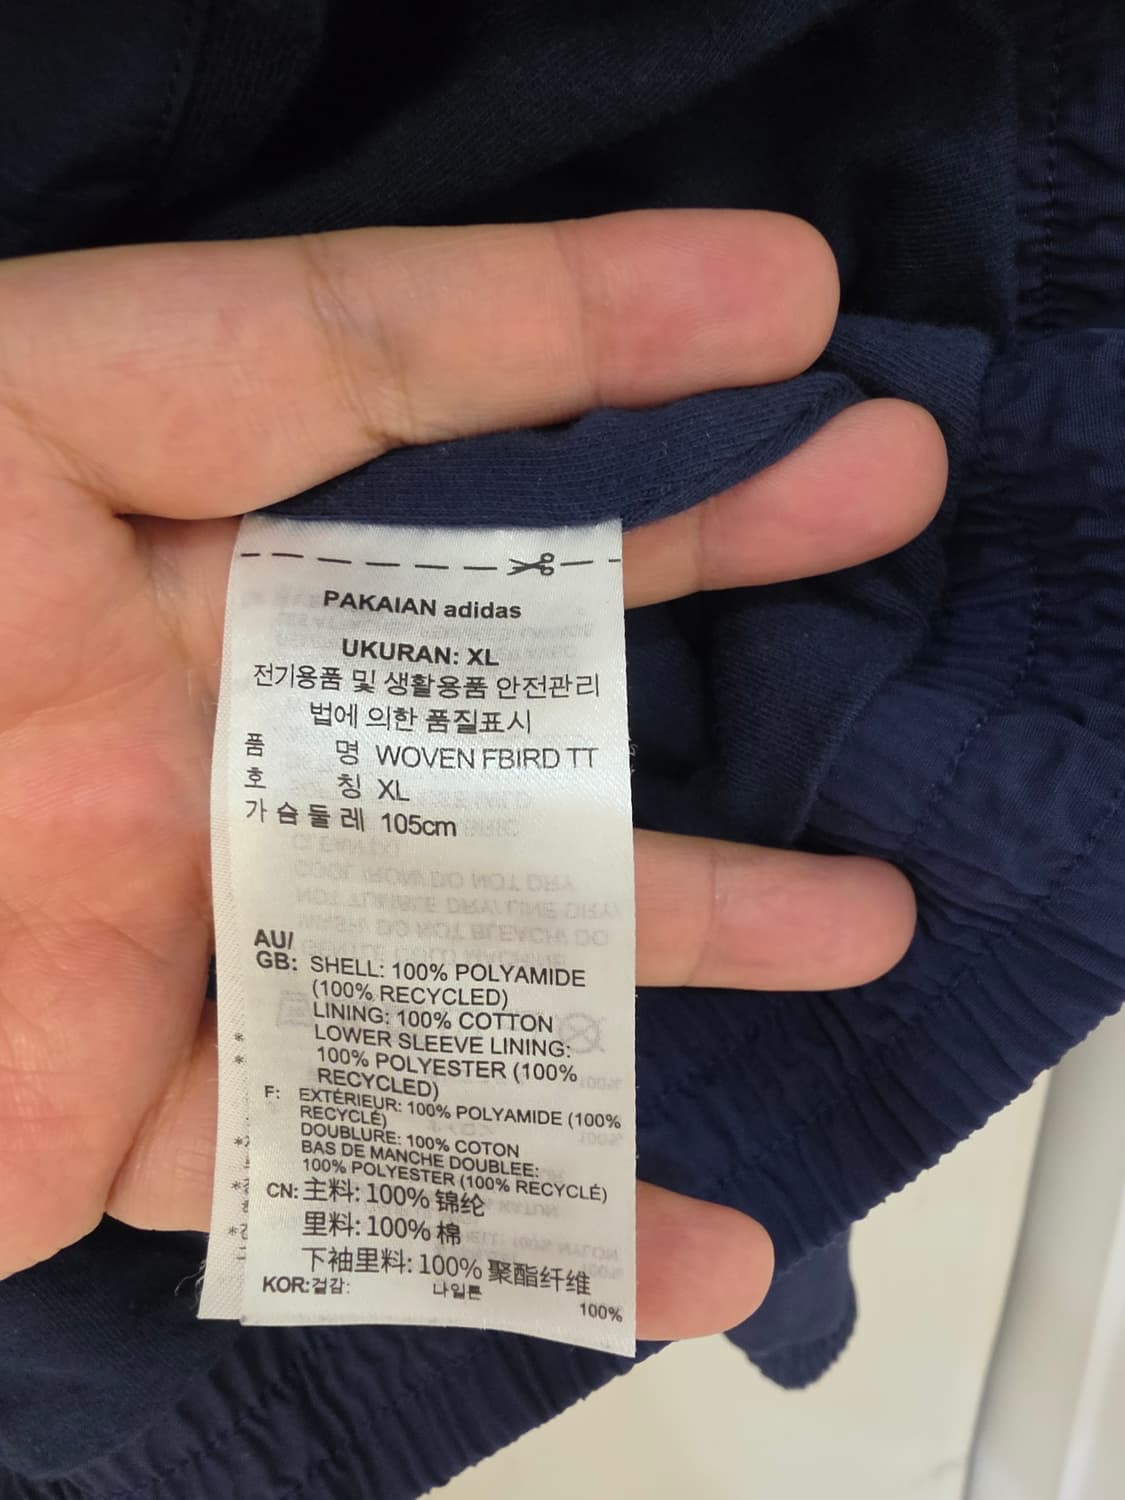 PAKAIAN adidas
UKURAN: XL
전기용품 및 생활용품 안전관리
법에 의한 품질표시
품 명 WOVEN FBIRD TT
호 칭 XL
가 슴 둘 레 105cm
AU/
GB: SHELL: 100% POLYAMIDE
(100% RECYCLED)
LINING: 100% COTTON
LOWER SLEEVE LINING:
100% POLYESTER (100%
RECYCLED)
F: EXTÉRIEUR: 100% POLYAMIDE (100%
RECYCLÉ)
DOUBLURE: 100% COTON
BAS DE MANCHE DOUBLEE:
100% POLYESTER (100% RECYCLÉ)
CN: 主料: 100% 锦纶
里料: 100% 棉
下袖里料: 100% 聚酯纤维
KOR:겉감: 나일론
100%